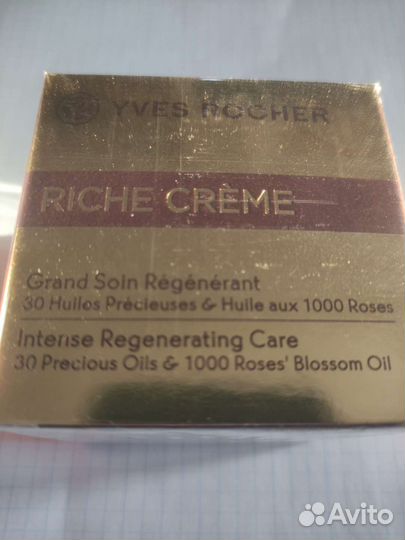 YVES ROCHER
RICHE CRÈME
Grand Soin Régénérant
30 Huiles Précieuses & Huile aux 1000 Roses
Intense Regenerating Care
30 Precious Oils & 1000 Roses' Blossom Oil
Avito